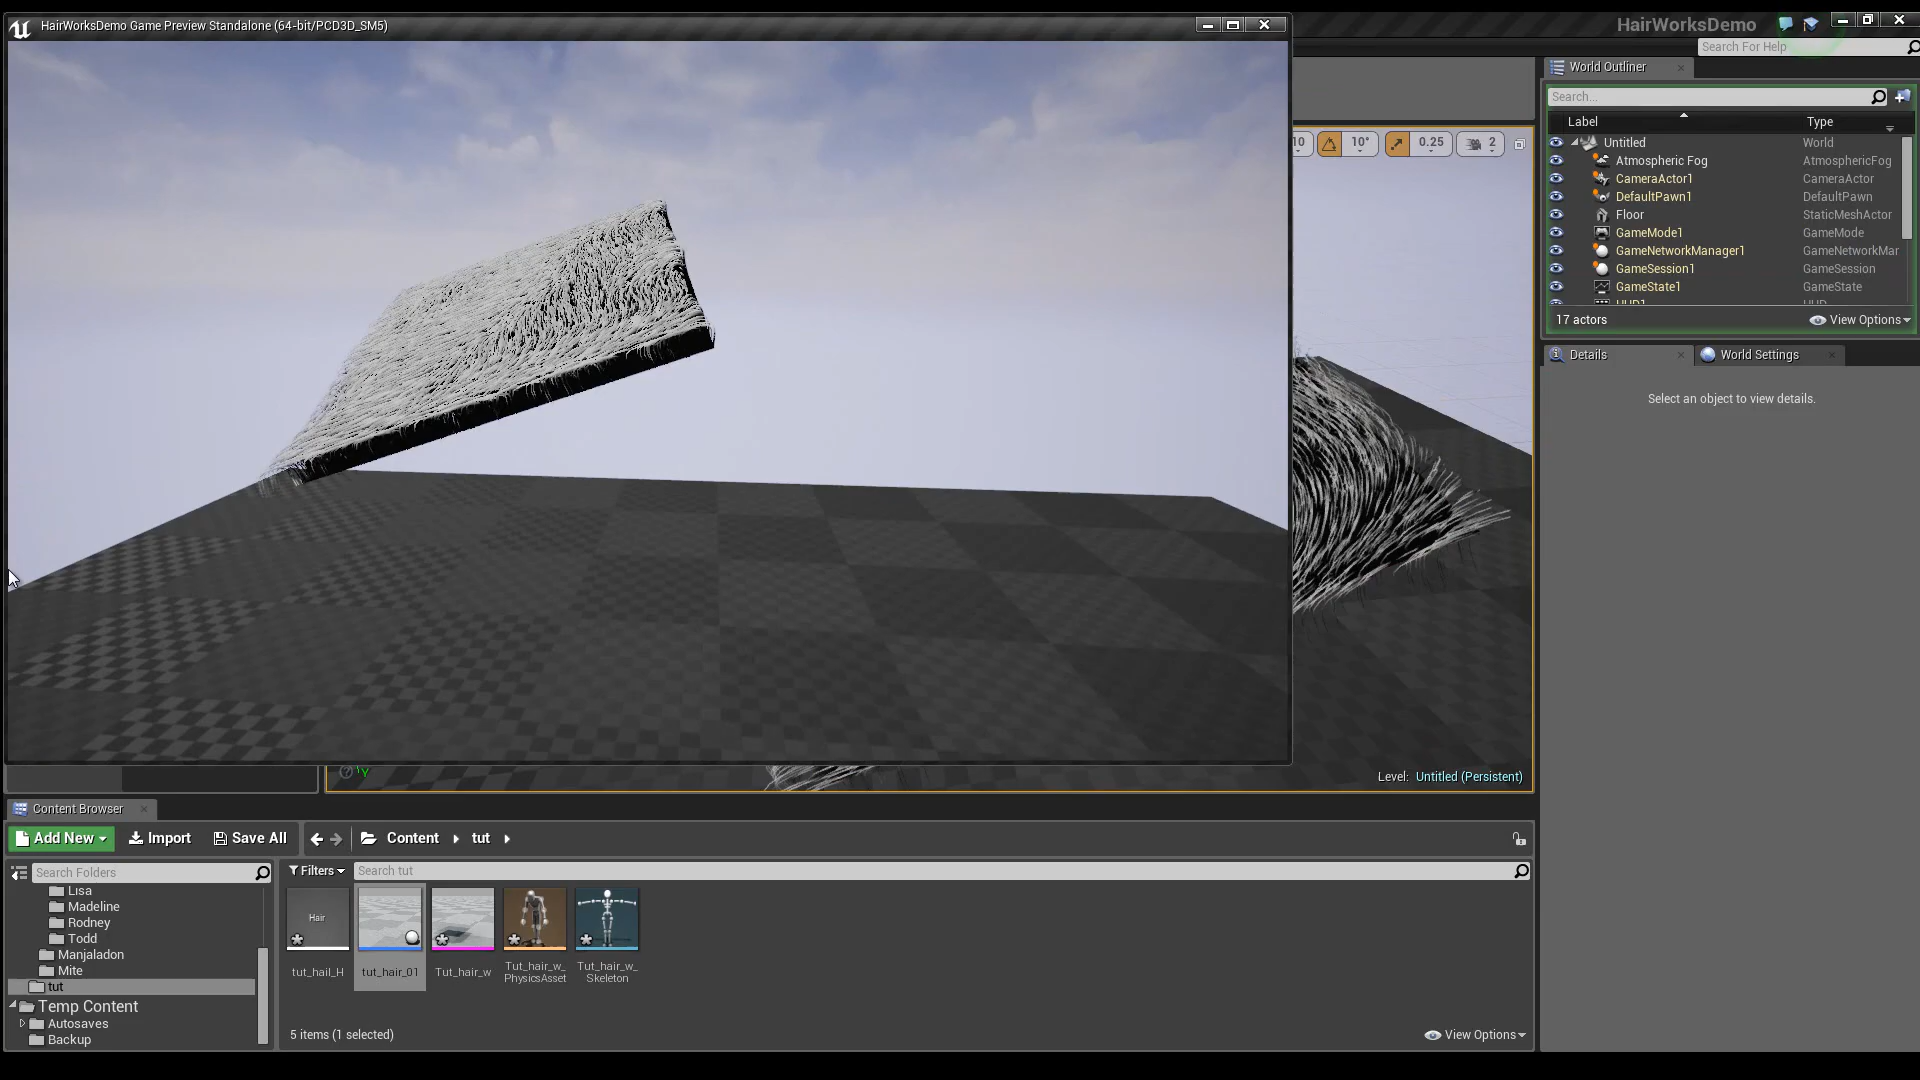 HairWorksDemo Game Preview Standalone (64-bit/PCD3D_SM5)
HairWorksDemo
Search For Help
World Outliner
Search...
Label Type
Untitled World
Atmospheric Fog AtmosphericFog
CameraActor1 CameraActor
DefaultPawn1 DefaultPawn
Floor StaticMeshActor
GameMode1 GameMode
GameNetworkManager1 GameNetworkMar
GameSession1 GameSession
GameState1 GameState
HUD1 HUD
17 actors View Options
10 10° 0.25 2
Details World Settings
Select an object to view details.
Y
Level: Untitled (Persistent)
Content Browser
Add New Import Save All Content tut
Search Folders
Filters Search tut
Lisa
Madeline
Rodney
Todd
Manjaladon
Mite
tut
Temp Content
Autosaves
Backup
Hair
tut_hail_H
tut_hair_01
Tut_hair_w
Tut_hair_w_
PhysicsAsset
Tut_hair_w_
Skeleton
5 items (1 selected) View Options